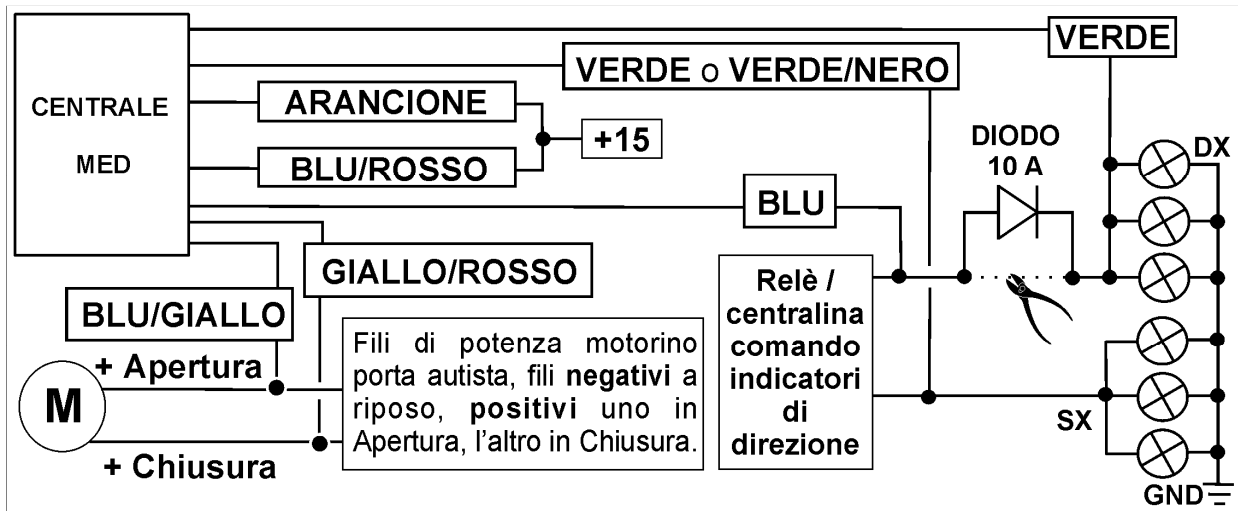 VERDE
VERDE o VERDE/NERO
CENTRALE
MED
ARANCIONE
+15
BLU/ROSSO
DIODO
10 A
DX
BLU
GIALLO/ROSSO
BLU/GIALLO
+ Apertura
M
+ Chiusura
Fili di potenza motorino
porta autista, fili negativi a
riposo, positivi uno in
Apertura, l'altro in Chiusura.
Relè /
centralina
comando
indicatori
di
direzione
SX
GND